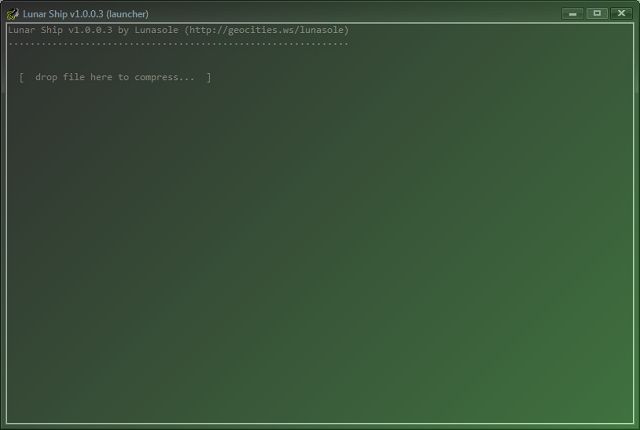 Lunar Ship v1.0.0.3 (launcher)
Lunar Ship v1.0.0.3 by Lunasole (http://geocities.ws/lunasole)
..............................................................
[  drop file here to compress...  ]